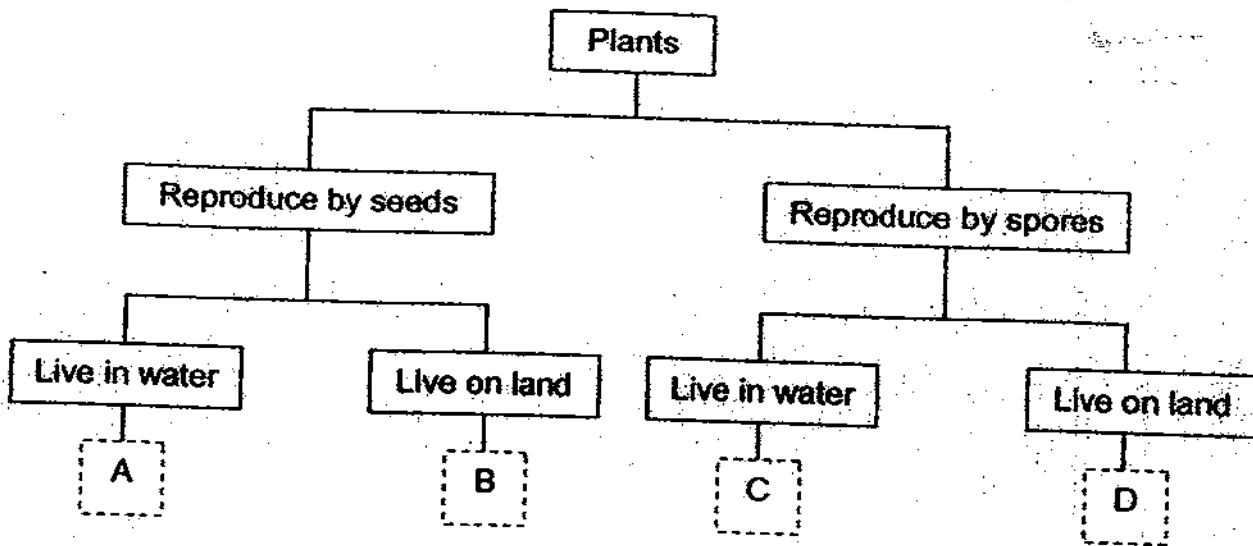 Plants
Reproduce by seeds
Reproduce by spores
Live in water
Live on land
Live in water
Live on land
A
B
C
D